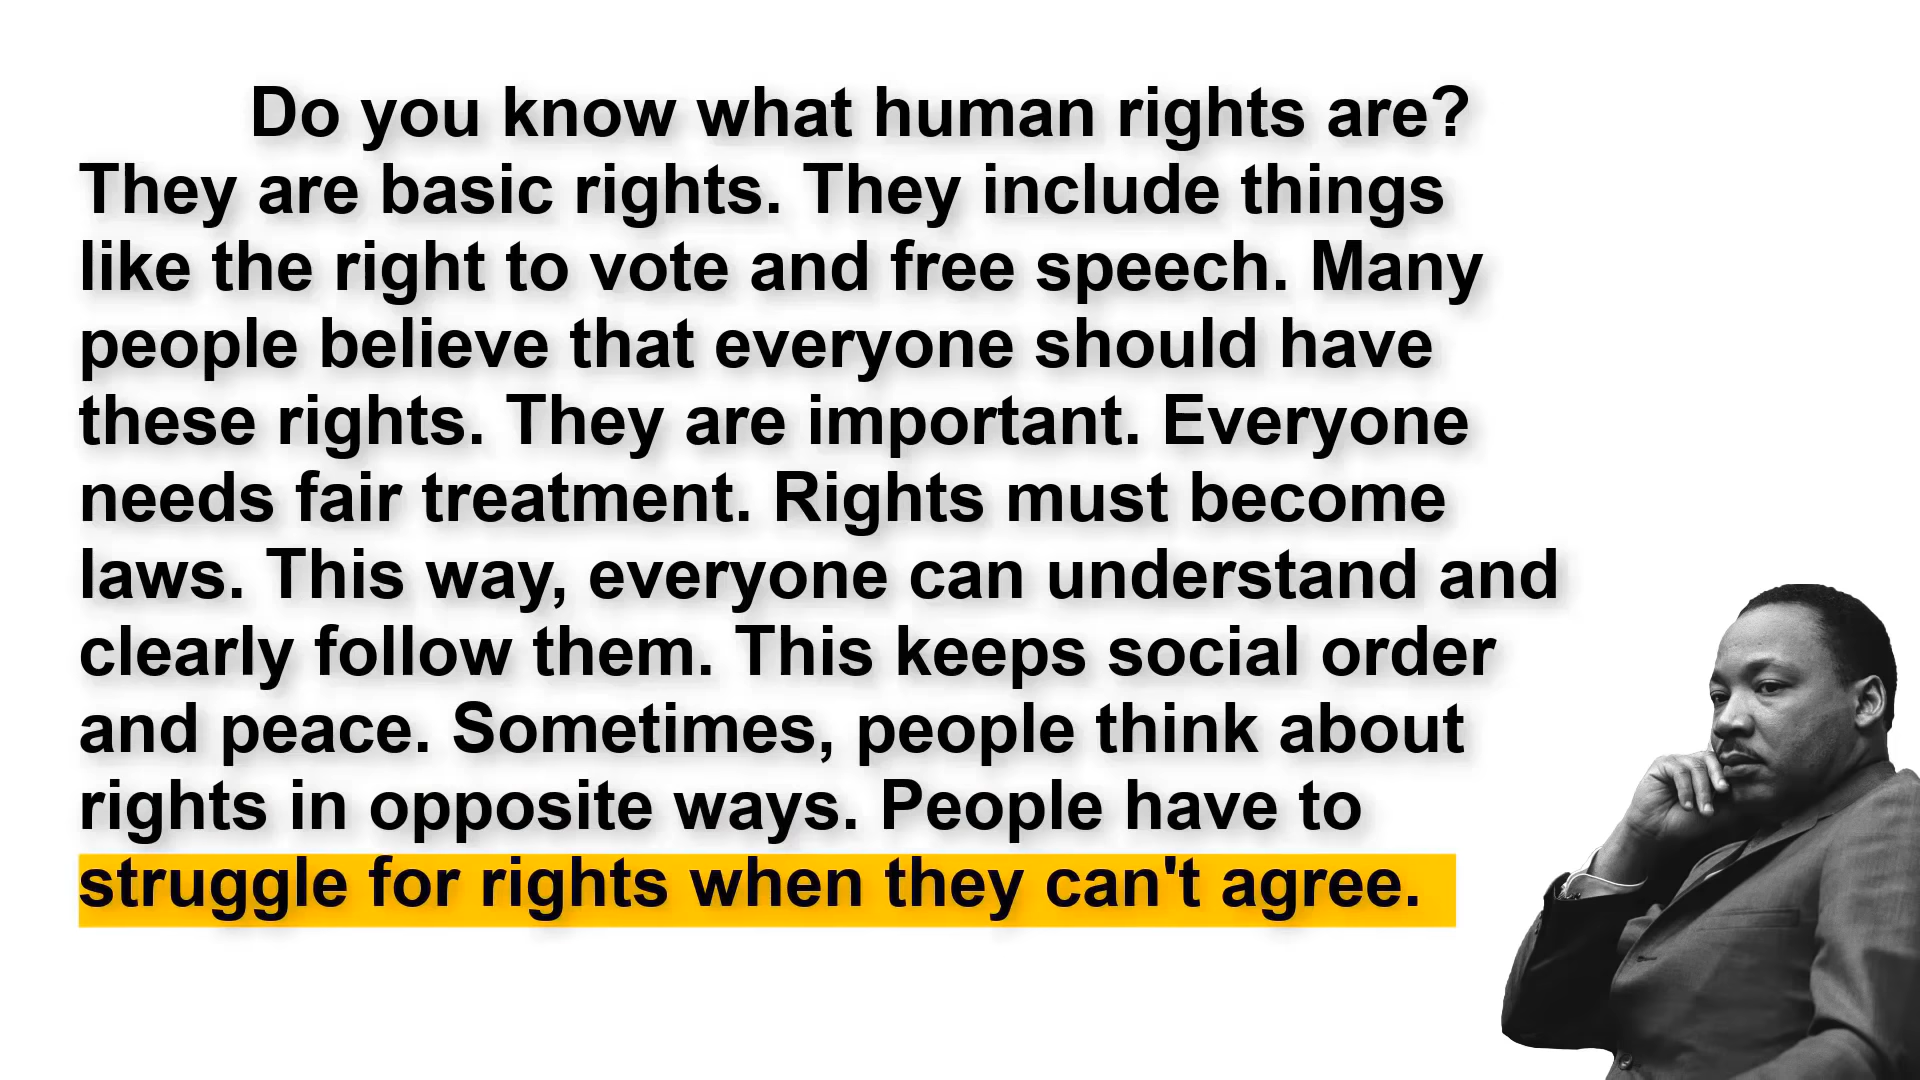 Do you know what human rights are?
They are basic rights. They include things
like the right to vote and free speech. Many
people believe that everyone should have
these rights. They are important. Everyone
needs fair treatment. Rights must become
laws. This way, everyone can understand and
clearly follow them. This keeps social order
and peace. Sometimes, people think about
rights in opposite ways. People have to
struggle for rights when they can't agree.